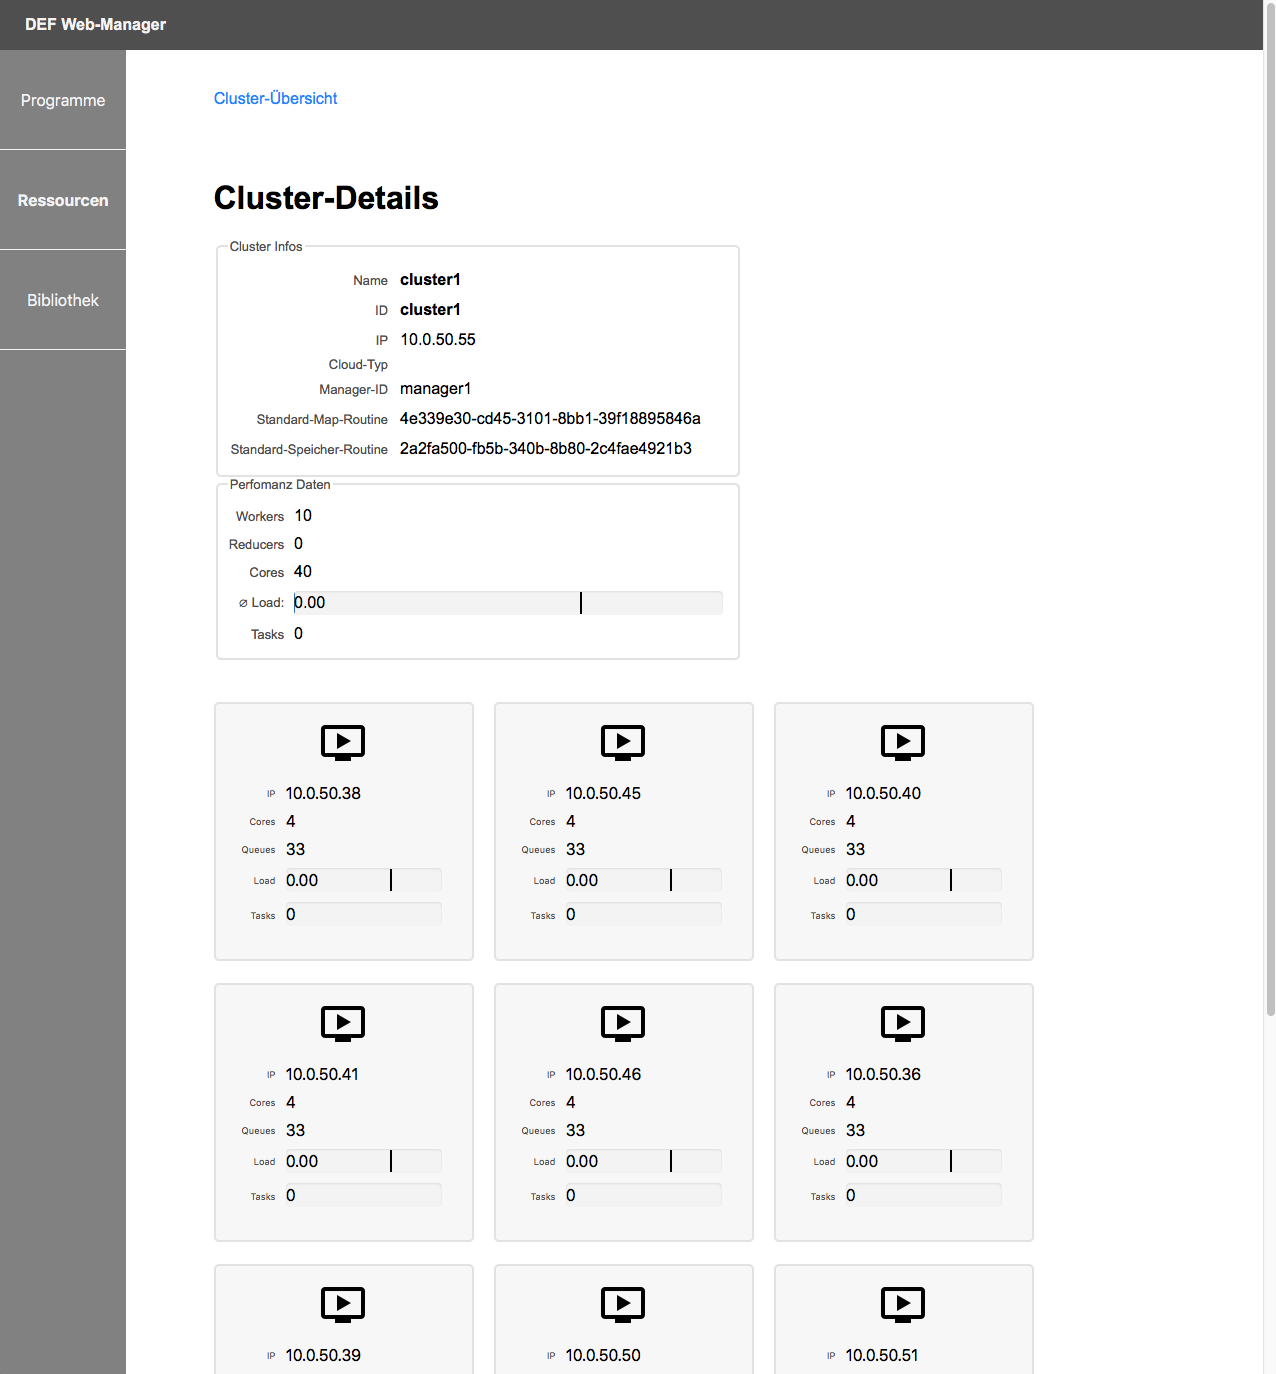 DEF Web-Manager
Programme
Ressourcen
Bibliothek
Cluster-Übersicht
Cluster-Details
Cluster Infos
Name cluster1
ID cluster1
IP 10.0.50.55
Cloud-Typ
Manager-ID manager1
Standard-Map-Routine 4e339e30-cd45-3101-8bb1-39f18895846a
Standard-Speicher-Routine 2a2fa500-fb5b-340b-8b80-2c4fae4921b3
Perfomanz Daten
Workers 10
Reducers 0
Cores 40
⌀ Load: 0.00
Tasks 0
IP 10.0.50.38
Cores 4
Queues 33
Load 0.00
Tasks 0
IP 10.0.50.45
Cores 4
Queues 33
Load 0.00
Tasks 0
IP 10.0.50.40
Cores 4
Queues 33
Load 0.00
Tasks 0
IP 10.0.50.41
Cores 4
Queues 33
Load 0.00
Tasks 0
IP 10.0.50.46
Cores 4
Queues 33
Load 0.00
Tasks 0
IP 10.0.50.36
Cores 4
Queues 33
Load 0.00
Tasks 0
IP 10.0.50.39
IP 10.0.50.50
IP 10.0.50.51